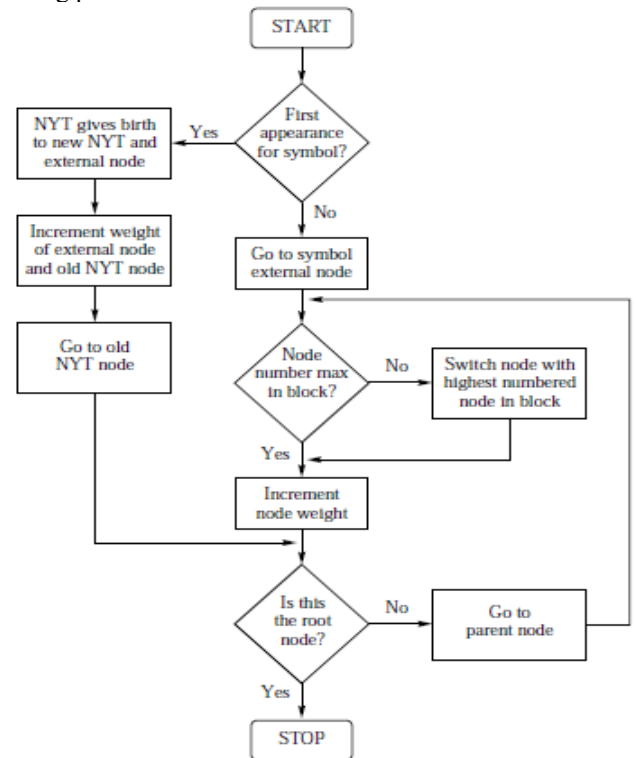 START
First
appearance
for symbol?
Yes
NYT gives birth
to new NYT and
external node
No
Increment weight
of external node
and old NYT node
Go to symbol
external node
Go to old
NYT node
Node
number max
in block?
No
Switch node with
highest numbered
node in block
Yes
Increment
node weight
Is this
the root
node?
No
Go to
parent node
Yes
STOP